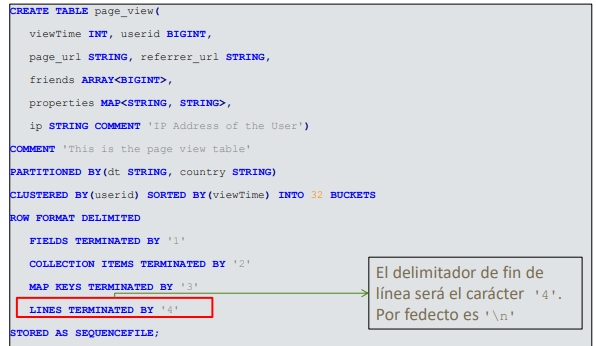 CREATE TABLE page_view(
viewTime INT, userid BIGINT,
page_url STRING, referrer_url STRING,
friends ARRAY<BIGINT>,
properties MAP<STRING, STRING>,
ip STRING COMMENT 'IP Address of the User')
COMMENT 'This is the page view table'
PARTITIONED BY(dt STRING, country STRING)
CLUSTERED BY(userid) SORTED BY(viewTime) INTO 32 BUCKETS
ROW FORMAT DELIMITED
FIELDS TERMINATED BY '1'
COLLECTION ITEMS TERMINATED BY '2'
MAP KEYS TERMINATED BY '3'
LINES TERMINATED BY '4'
STORED AS SEQUENCEFILE;
El delimitador de fin de
línea será el carácter '4'.
Por fedecto es '\n'